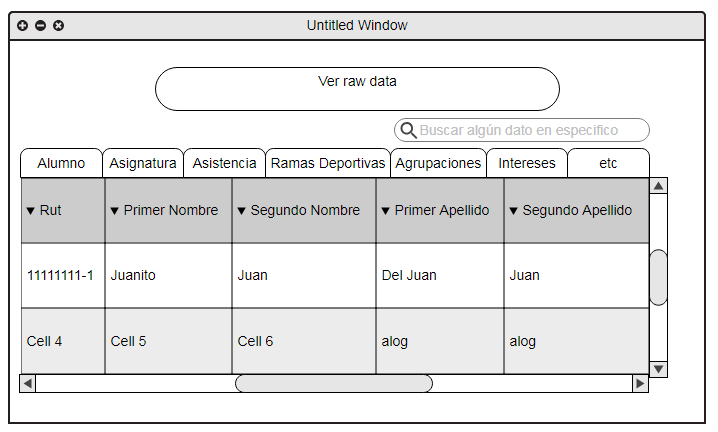 Untitled Window
Ver raw data
Buscar algún dato en especifico
Alumno Asignatura Asistencia Ramas Deportivas Agrupaciones Intereses etc
Rut Primer Nombre Segundo Nombre Primer Apellido Segundo Apellido
11111111-1 Juanito Juan Del Juan Juan
Cell 4 Cell 5 Cell 6 alog alog